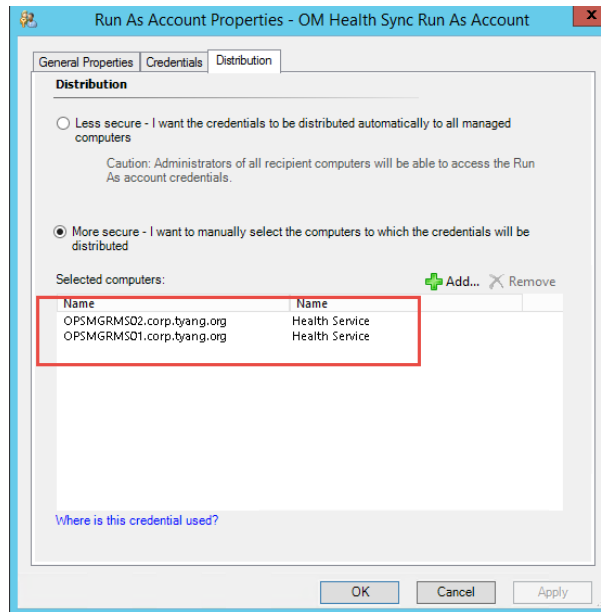 Run As Account Properties - OM Health Sync Run As Account
x
General Properties Credentials Distribution
Distribution
Less secure - I want the credentials to be distributed automatically to all managed
computers
Caution: Administrators of all recipient computers will be able to access the Run
As account credentials.
More secure - I want to manually select the computers to which the credentials will be
distributed
Selected computers:
Add... Remove
Name Name
OPSMGRMS02.corp.tyang.org Health Service
OPSMGRMS01.corp.tyang.org Health Service
Where is this credential used?
OK Cancel Apply